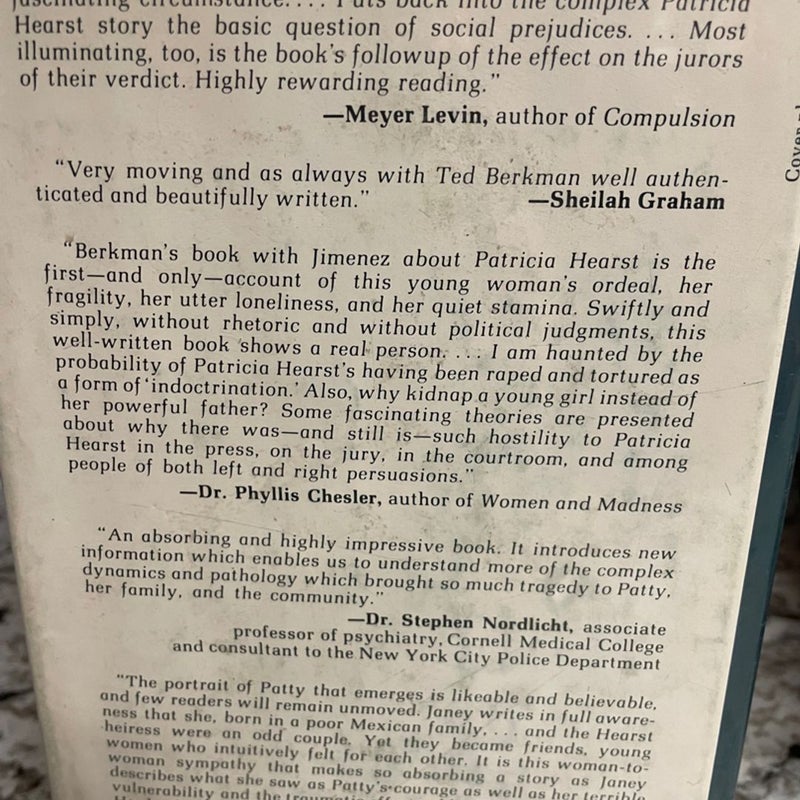 fascinating circumstance. . . . Puts back into the complex Patricia
Hearst story the basic question of social prejudices. . . . Most
illuminating, too, is the book's followup of the effect on the jurors
of their verdict. Highly rewarding reading."
—Meyer Levin, author of Compulsion
"Very moving and as always with Ted Berkman well authen-
ticated and beautifully written."
—Sheilah Graham
"Berkman's book with Jimenez about Patricia Hearst is the
first—and only—account of this young woman's ordeal, her
fragility, her utter loneliness, and her quiet stamina. Swiftly and
simply, without rhetoric and without political judgments, this
well-written book shows a real person. . . . I am haunted by the
probability of Patricia Hearst's having been raped and tortured as
a form of 'indoctrination.' Also, why kidnap a young girl instead of
her powerful father? Some fascinating theories are presented
about why there was—and still is—such hostility to Patricia
Hearst in the press, on the jury, in the courtroom, and among
people of both left and right persuasions."
—Dr. Phyllis Chesler, author of Women and Madness
"An absorbing and highly impressive book. It introduces new
information which enables us to understand more of the complex
dynamics and pathology which brought so much tragedy to Patty,
her family, and the community."
—Dr. Stephen Nordlicht, associate
professor of psychiatry, Cornell Medical College
and consultant to the New York City Police Department
"The portrait of Patty that emerges is likeable and believable,
and few readers will remain unmoved. Janey writes in full aware-
ness that she, born in a poor Mexican family, . . . and the Hearst
heiress were an odd couple. Yet they became friends, young
women who intuitively felt for each other. It is this woman-to-
woman sympathy that makes so absorbing a story as Janey
describes what she saw as Patty's courage as well as her terrible
vulnerability and the
Cover